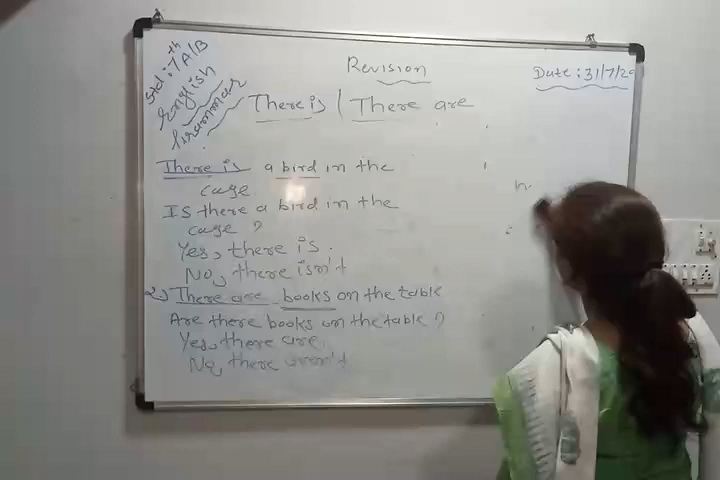 Std: 7th A/B
English
Grammar
Revision
Date: 31/7/20
There is / There are
There is a bird in the
cage
Is there a bird in the
cage ?
Yes, there is.
No, there isn't
2) There are books on the table
Are there books on the table ?
Yes, there are.
No, there aren't